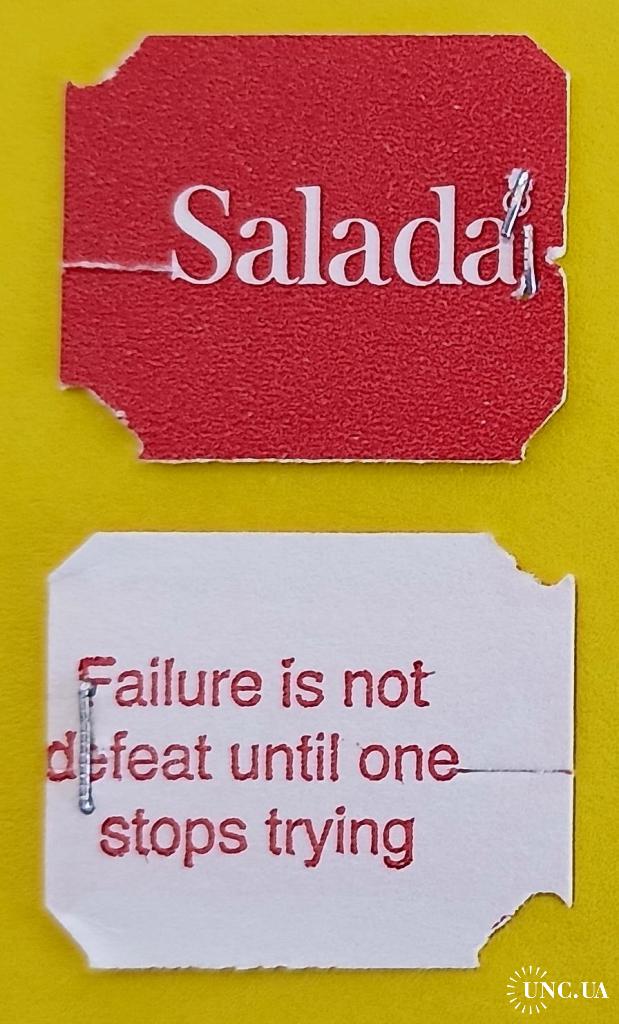 Salada
Failure is not
defeat until one
stops trying
UNC.UA